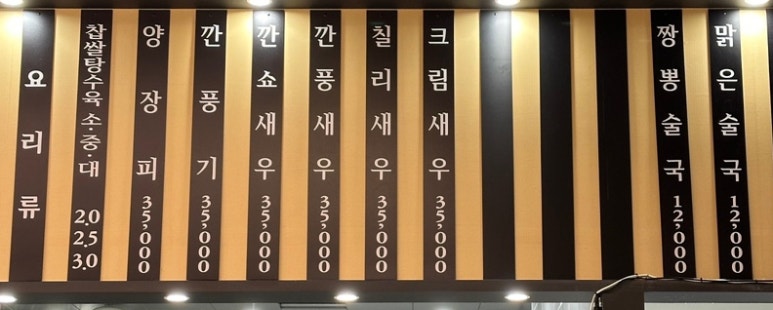 요리류
찹쌀탕수육 소·중·대 2.0 2.5 3.0
양장피 35,000
깐풍기 35,000
깐쇼새우 35,000
깐풍새우 35,000
칠리새우 35,000
크림새우 35,000
짬뽕술국 12,000
맑은술국 12,000